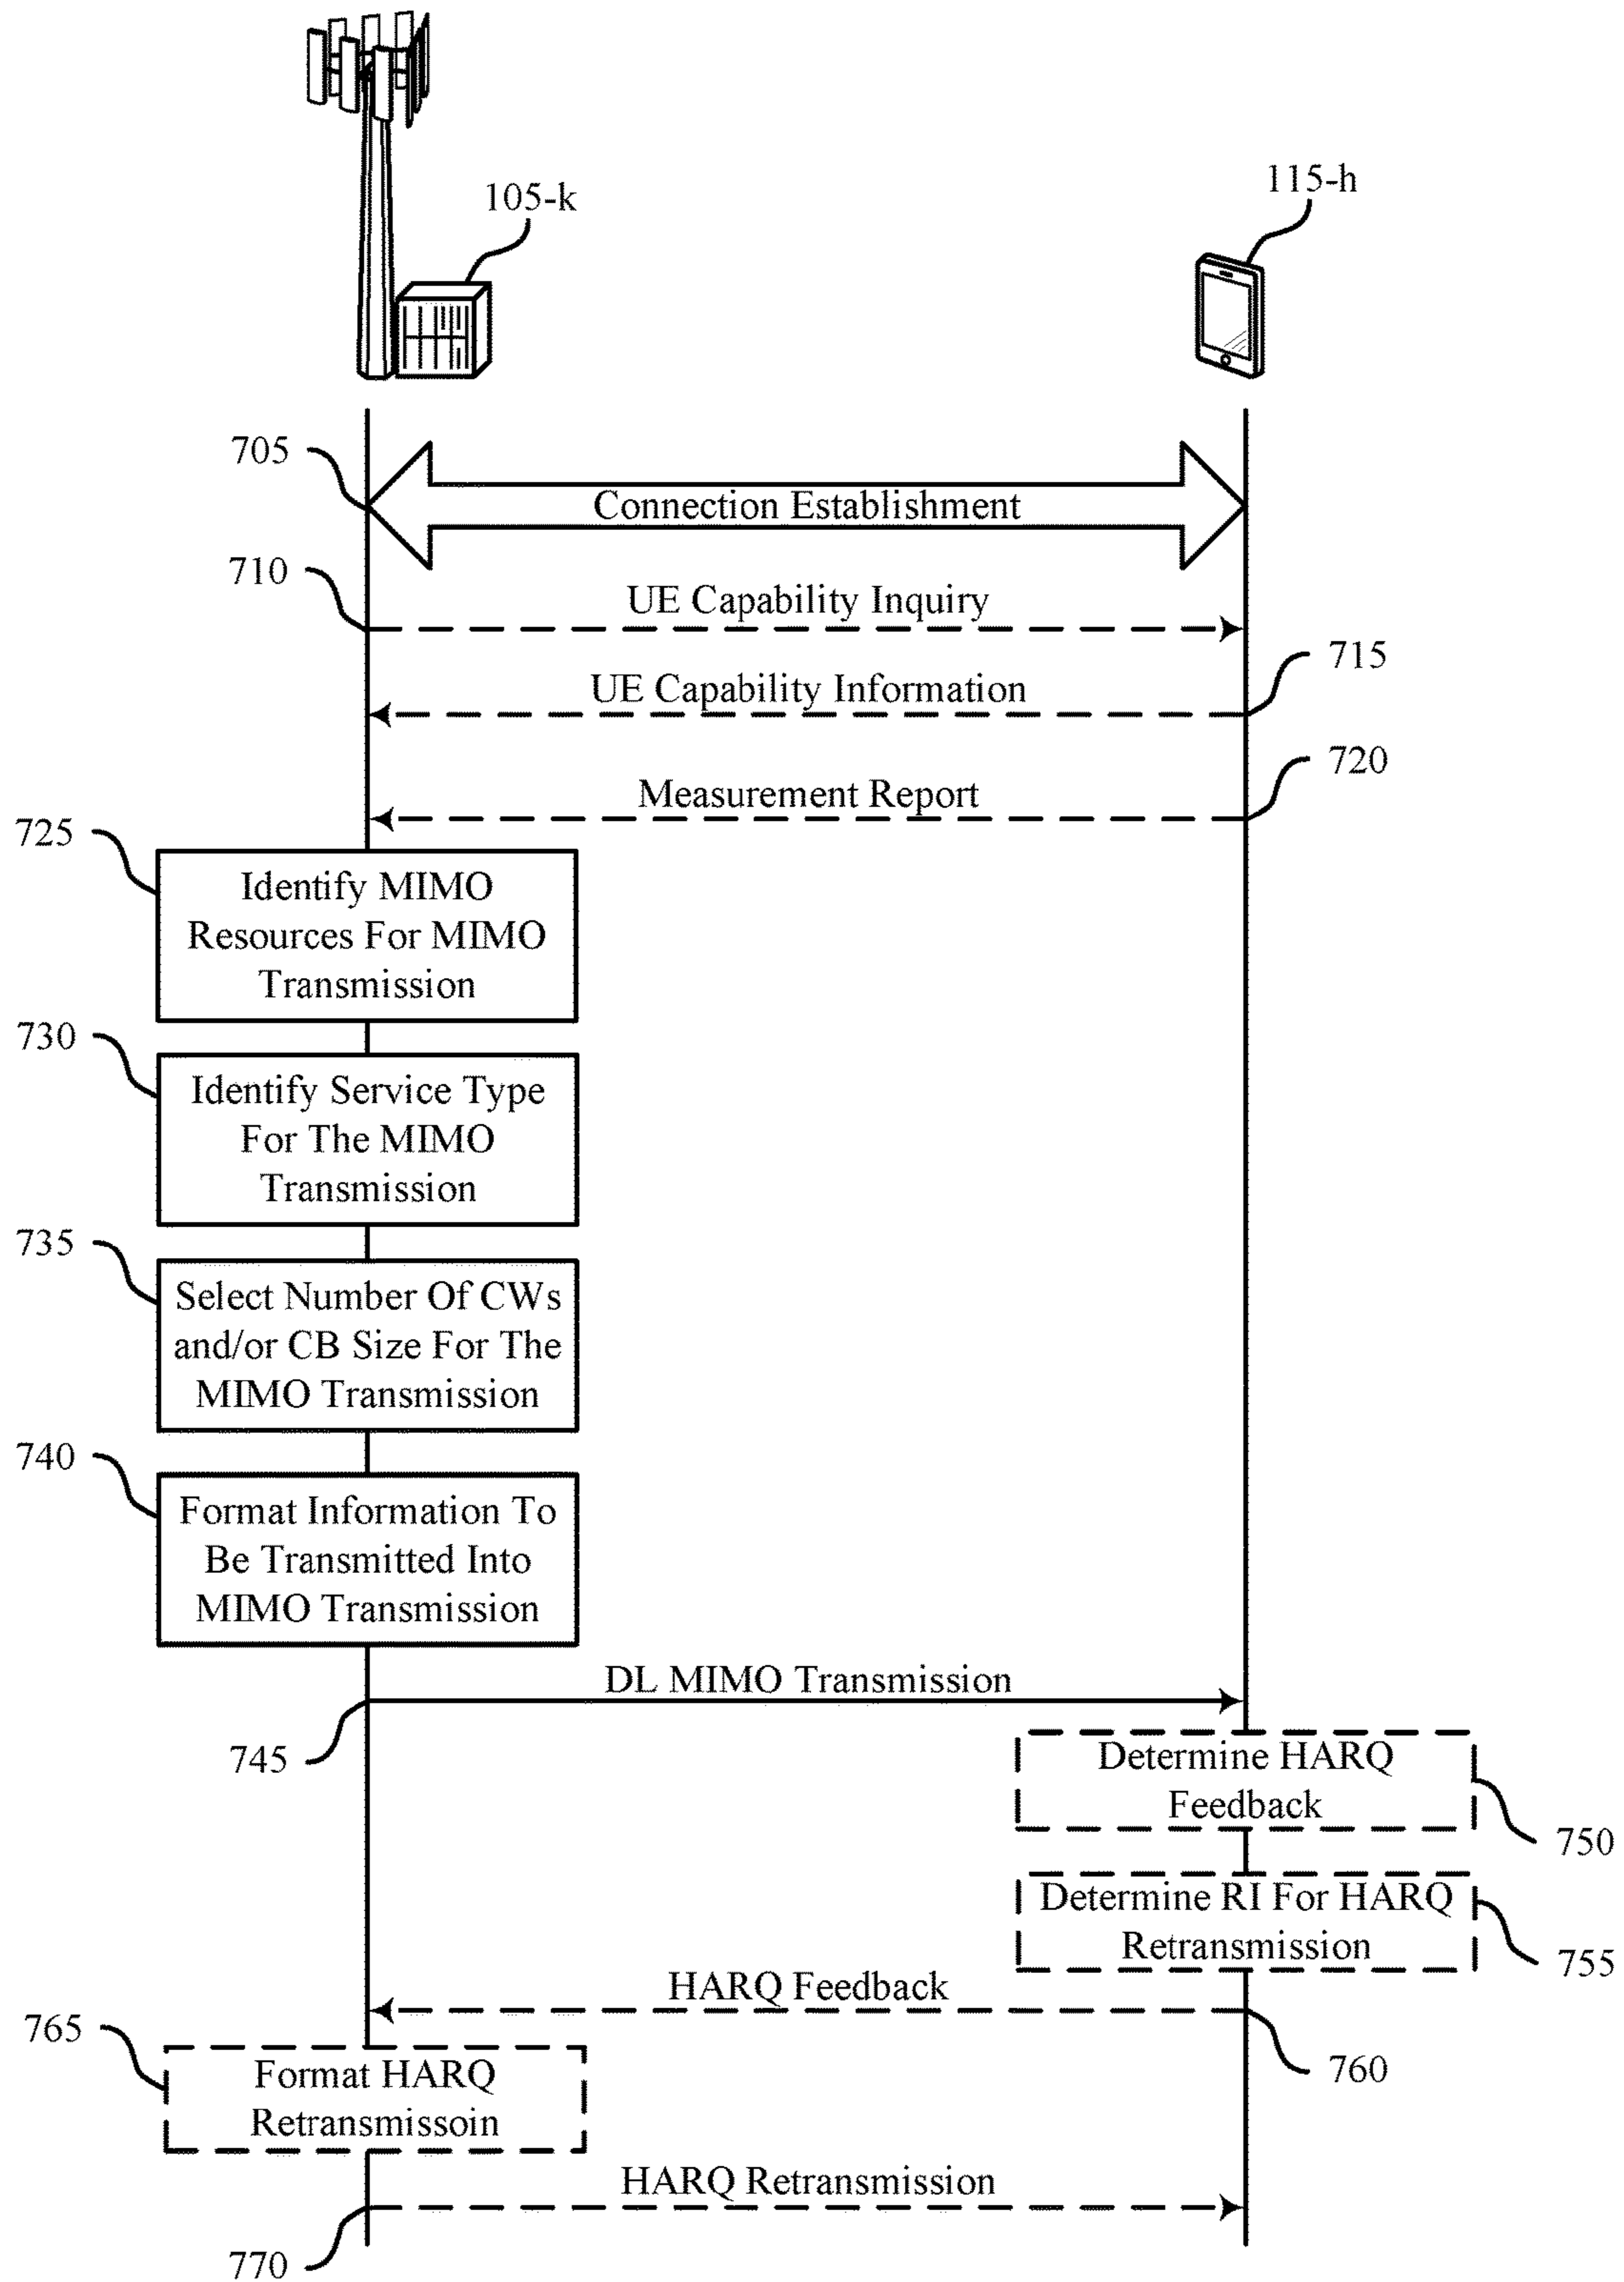 105-k
115-h
705
Connection Establishment
710
UE Capability Inquiry
715
UE Capability Information
720
Measurement Report
725
Identify MIMO
Resources For MIMO
Transmission
730
Identify Service Type
For The MIMO
Transmission
735
Select Number Of CWs
and/or CB Size For The
MIMO Transmission
740
Format Information To
Be Transmitted Into
MIMO Transmission
DL MIMO Transmission
745
Determine HARQ
Feedback
750
Determine RI For HARQ
Retransmission
755
HARQ Feedback
760
765
Format HARQ
Retransmissoin
HARQ Retransmission
770